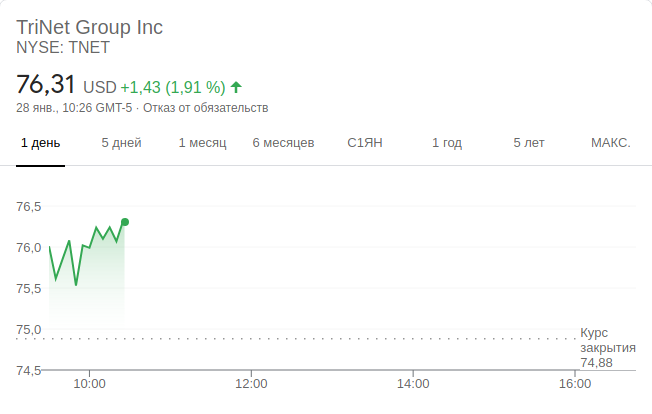 TriNet Group Inc
NYSE: TNET
76,31 USD +1,43 (1,91 %)
28 янв., 10:26 GMT-5 · Отказ от обязательств
1 день 5 дней 1 месяц 6 месяцев С1ЯН 1 год 5 лет МАКС.
76,5
76,0
75,5
75,0
Курс
закрытия
74,88
74,5
10:00 12:00 14:00 16:00